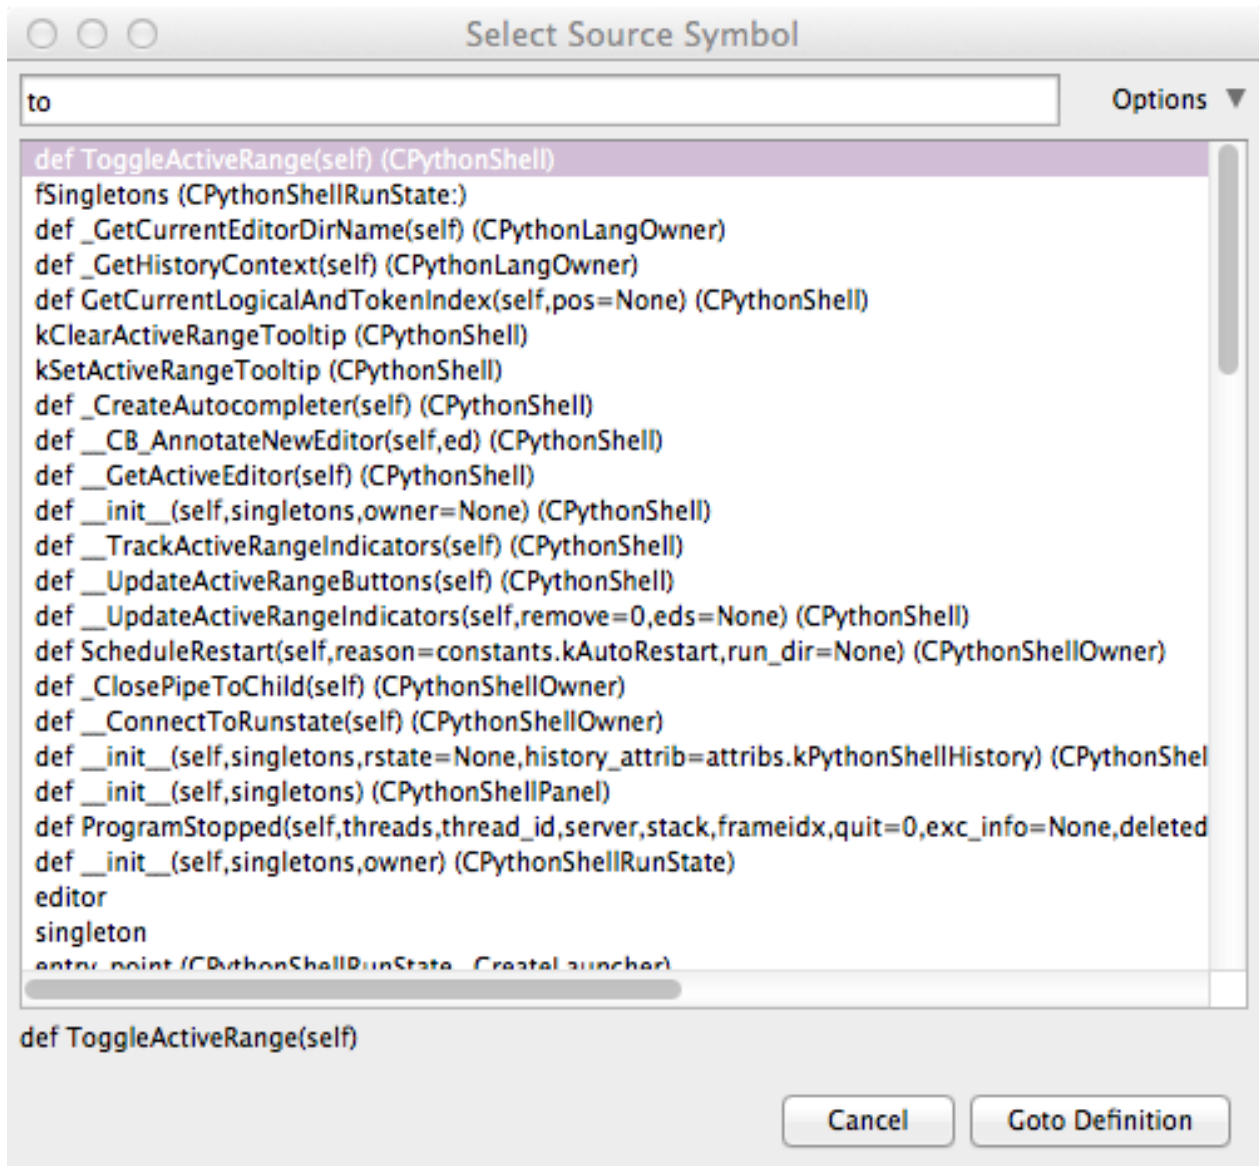 Select Source Symbol
to
Options
def ToggleActiveRange(self) (CPythonShell)
fSingletons (CPythonShellRunState:)
def _GetCurrentEditorDirName(self) (CPythonLangOwner)
def _GetHistoryContext(self) (CPythonLangOwner)
def GetCurrentLogicalAndTokenIndex(self,pos=None) (CPythonShell)
kClearActiveRangeTooltip (CPythonShell)
kSetActiveRangeTooltip (CPythonShell)
def _CreateAutocompleter(self) (CPythonShell)
def __CB_AnnotateNewEditor(self,ed) (CPythonShell)
def __GetActiveEditor(self) (CPythonShell)
def __init__(self,singletons,owner=None) (CPythonShell)
def __TrackActiveRangeIndicators(self) (CPythonShell)
def __UpdateActiveRangeButtons(self) (CPythonShell)
def __UpdateActiveRangeIndicators(self,remove=0,eds=None) (CPythonShell)
def ScheduleRestart(self,reason=constants.kAutoRestart,run_dir=None) (CPythonShellOwner)
def _ClosePipeToChild(self) (CPythonShellOwner)
def __ConnectToRunstate(self) (CPythonShellOwner)
def __init__(self,singletons,rstate=None,history_attrib=attribs.kPythonShellHistory) (CPythonShel
def __init__(self,singletons) (CPythonShellPanel)
def ProgramStopped(self,threads,thread_id,server,stack,frameidx,quit=0,exc_info=None,deleted
def __init__(self,singletons,owner) (CPythonShellRunState)
editor
singleton
entry_point (CPythonShellRunState._CreateLauncher)
def ToggleActiveRange(self)
Cancel
Goto Definition